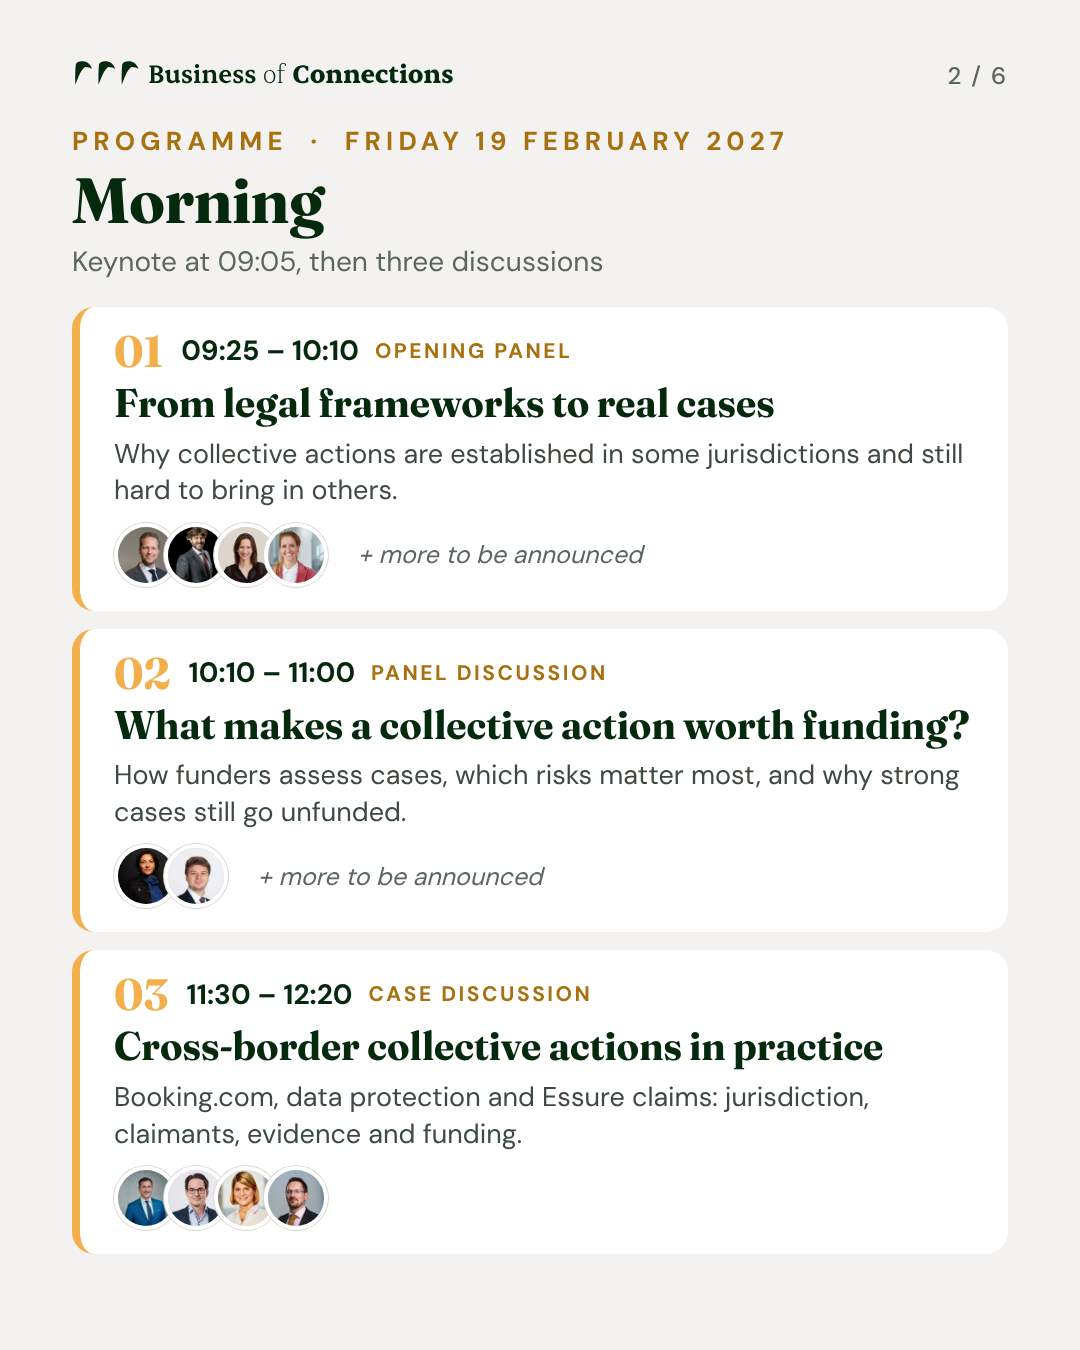 Business of Connections
2 / 6
PROGRAMME · FRIDAY 19 FEBRUARY 2027
Morning
Keynote at 09:05, then three discussions
01 09:25 – 10:10 OPENING PANEL
From legal frameworks to real cases
Why collective actions are established in some jurisdictions and still
hard to bring in others.
+ more to be announced
02 10:10 – 11:00 PANEL DISCUSSION
What makes a collective action worth funding?
How funders assess cases, which risks matter most, and why strong
cases still go unfunded.
+ more to be announced
03 11:30 – 12:20 CASE DISCUSSION
Cross-border collective actions in practice
Booking.com, data protection and Essure claims: jurisdiction,
claimants, evidence and funding.